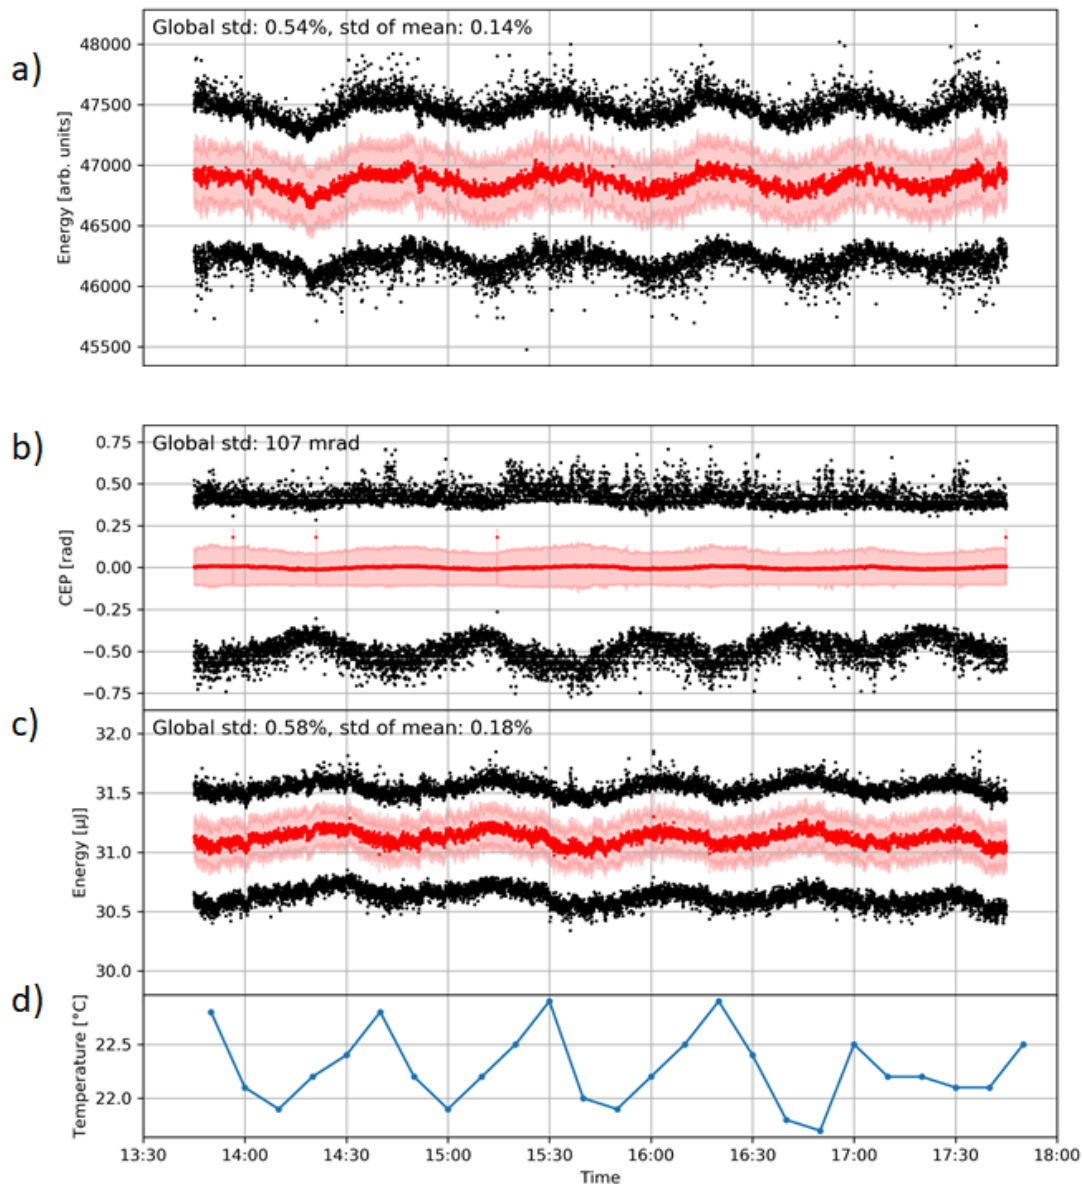 a)
Global std: 0.54%, std of mean: 0.14%
Energy [arb. units]
48000
47500
47000
46500
46000
45500
b)
Global std: 107 mrad
CEP [rad]
0.75
0.50
0.25
0.00
−0.25
−0.50
−0.75
c)
Global std: 0.58%, std of mean: 0.18%
Energy [μJ]
32.0
31.5
31.0
30.5
30.0
d)
Temperature [°C]
22.5
22.0
13:30 14:00 14:30 15:00 15:30 16:00 16:30 17:00 17:30 18:00
Time